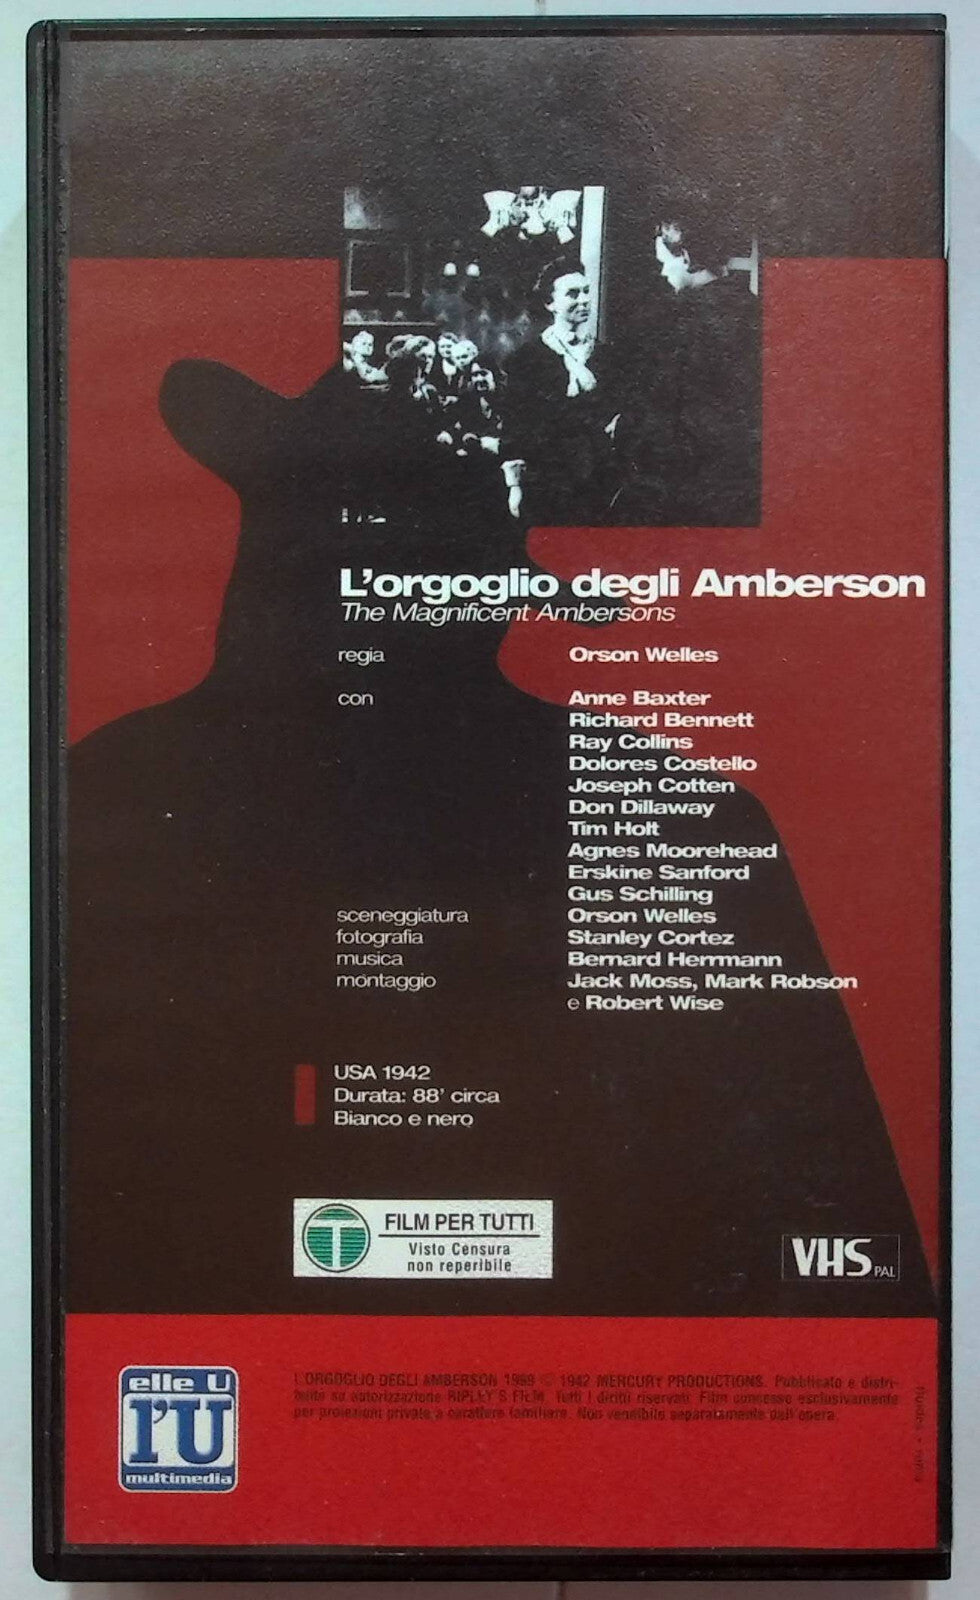 L'orgoglio degli Amberson
The Magnificent Ambersons
regia Orson Welles
con Anne Baxter
Richard Bennett
Ray Collins
Dolores Costello
Joseph Cotten
Don Dillaway
Tim Holt
Agnes Moorehead
Erskine Sanford
Gus Schilling
sceneggiatura Orson Welles
fotografia Stanley Cortez
musica Bernard Herrmann
montaggio Jack Moss, Mark Robson
e Robert Wise
USA 1942
Durata: 88' circa
Bianco e nero
T FILM PER TUTTI
Visto Censura
non reperibile
VHS PAL
elle U
l'U
multimedia
L'ORGOGLIO DEGLI AMBERSON 1999 © 1942 MERCURY PRODUCTIONS. Pubblicato e distri-
buito su autorizzazione RIPLEY'S FILM. Tutti i diritti riservati. Film concesso esclusivamente
per proiezioni private a carattere familiare. Non vendibile separatamente dall'opera.